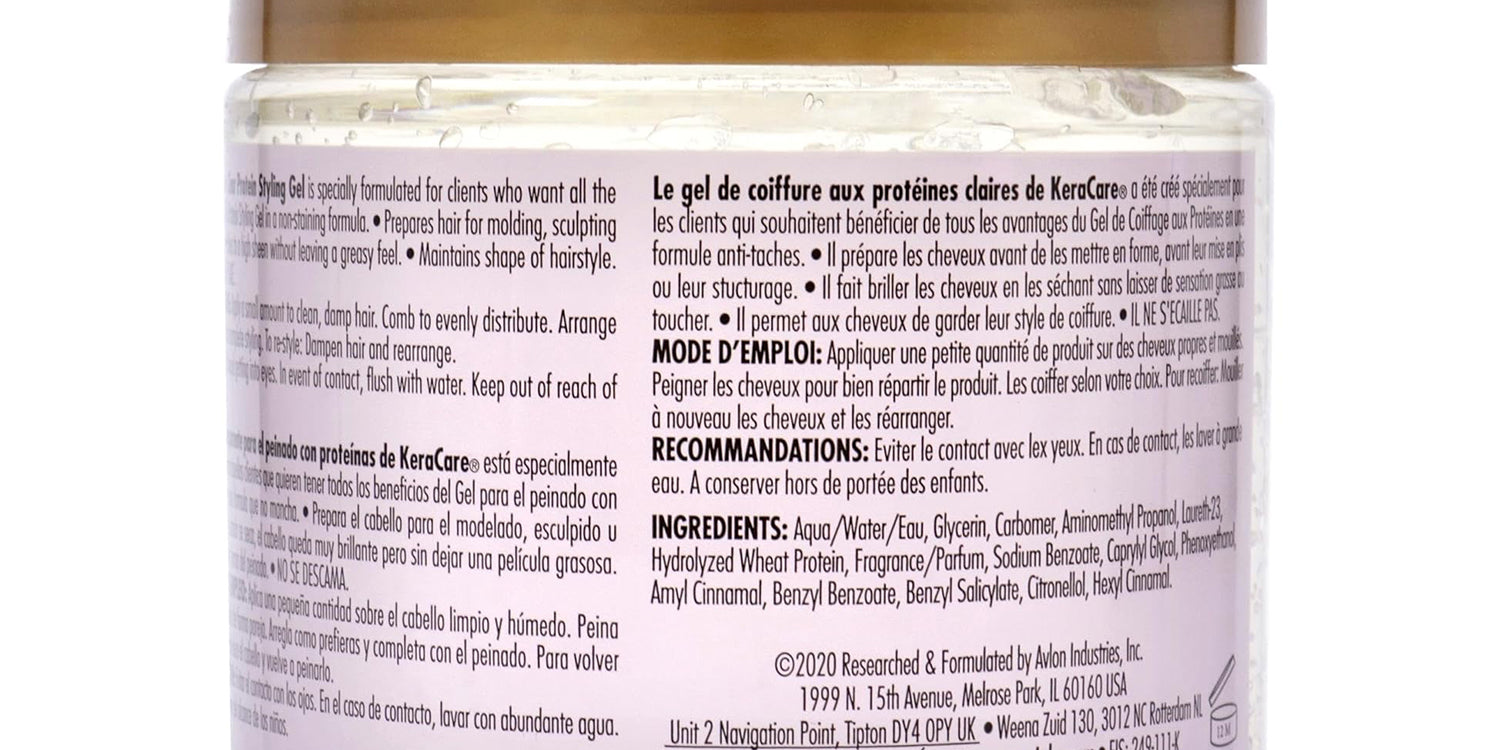 Protein Styling Gel is specially formulated for clients who want all the
Styling Gel in a non-staining formula. • Prepares hair for molding, sculpting
sheen without leaving a greasy feel. • Maintains shape of hairstyle.
small amount to clean, damp hair. Comb to evenly distribute. Arrange
styling. To re-style: Dampen hair and rearrange.
into eyes. In event of contact, flush with water. Keep out of reach of
para el peinado con proteínas de KeraCare® está especialmente
clientes que quieren tener todos los beneficios del Gel para el peinado con
que no mancha. • Prepara el cabello para el modelado, esculpido u
el cabello queda muy brillante pero sin dejar una película grasosa.
peinado. • NO SE DESCAMA.
Aplica una pequeña cantidad sobre el cabello limpio y húmedo. Peina
pareja. Arregla como prefieras y completa con el peinado. Para volver
cabello y vuelve a peinarlo.
contacto con los ojos. En el caso de contacto, lavar con abundante agua.
de los niños.
Le gel de coiffure aux protéines claires de KeraCare® a été créé spécialement pour
les clients qui souhaitent bénéficier de tous les avantages du Gel de Coiffage aux Protéines en une
formule anti-taches. • Il prépare les cheveux avant de les mettre en forme, avant leur mise en plis
ou leur stucturage. • Il fait briller les cheveux en les séchant sans laisser de sensation grasse au
toucher. • Il permet aux cheveux de garder leur style de coiffure. • IL NE S'ECAILLE PAS.
MODE D'EMPLOI: Appliquer une petite quantité de produit sur des cheveux propres et mouillés.
Peigner les cheveux pour bien répartir le produit. Les coiffer selon votre choix. Pour recoiffer: Mouiller
à nouveau les cheveux et les réarranger.
RECOMMANDATIONS: Eviter le contact avec lex yeux. En cas de contact, les laver à grande
eau. A conserver hors de portée des enfants.
INGREDIENTS: Aqua/Water/Eau, Glycerin, Carbomer, Aminomethyl Propanol, Laureth-23,
Hydrolyzed Wheat Protein, Fragrance/Parfum, Sodium Benzoate, Caprylyl Glycol, Phenoxyethanol,
Amyl Cinnamal, Benzyl Benzoate, Benzyl Salicylate, Citronellol, Hexyl Cinnamal.
©2020 Researched & Formulated by Avlon Industries, Inc.
1999 N. 15th Avenue, Melrose Park, IL 60160 USA
Unit 2 Navigation Point, Tipton DY4 0PY UK • Weena Zuid 130, 3012 NC Rotterdam NL
• FIS: 249-111-K
12 M